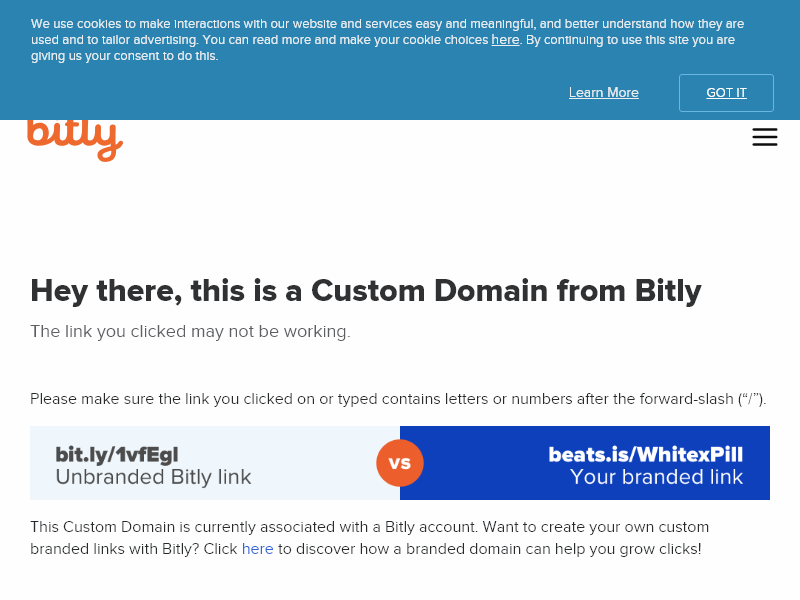 We use cookies to make interactions with our website and services easy and meaningful, and better understand how they are
used and to tailor advertising. You can read more and make your cookie choices here. By continuing to use this site you are
giving us your consent to do this.
Learn More
GOT IT
bitly
Hey there, this is a Custom Domain from Bitly
The link you clicked may not be working.
Please make sure the link you clicked on or typed contains letters or numbers after the forward-slash (“/”).
bit.ly/1vfEgl
Unbranded Bitly link
vs
beats.is/WhitexPill
Your branded link
This Custom Domain is currently associated with a Bitly account. Want to create your own custom
branded links with Bitly? Click here to discover how a branded domain can help you grow clicks!